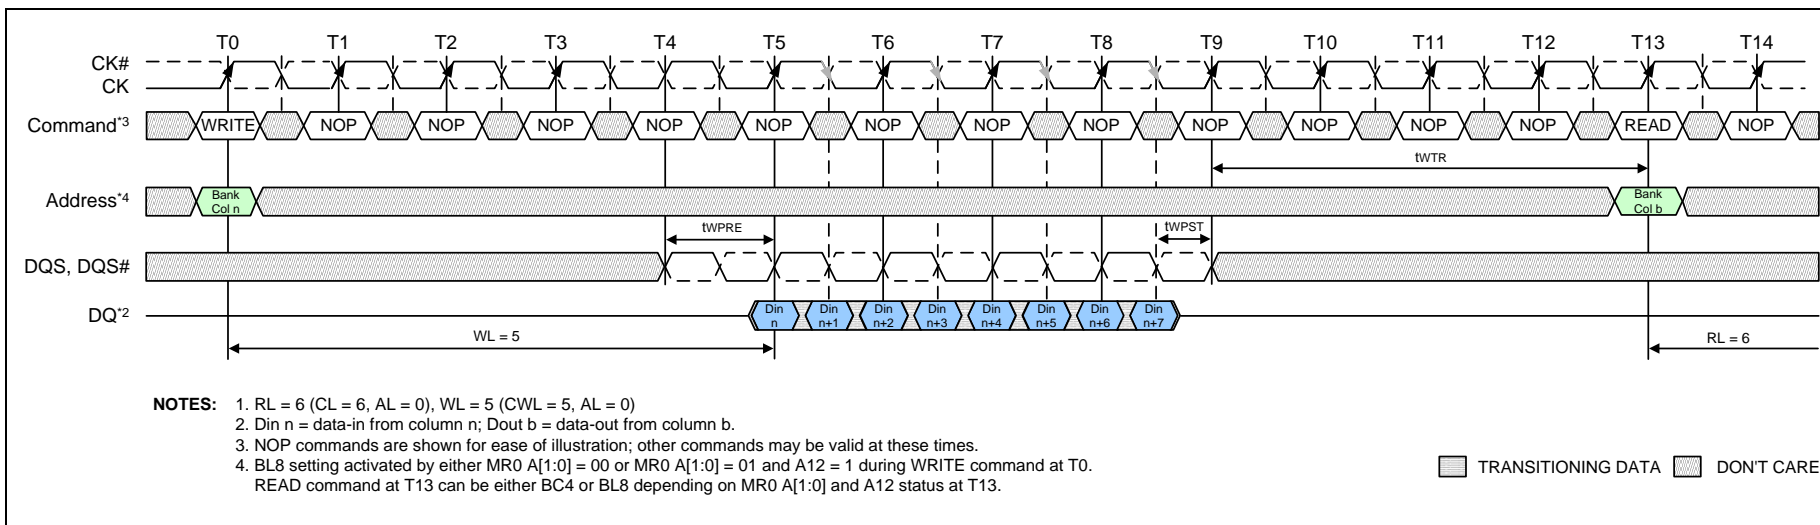 T0 T1 T2 T3 T4 T5 T6 T7 T8 T9 T10 T11 T12 T13 T14
CK#
CK
Command*3 WRITE NOP NOP NOP NOP NOP NOP NOP NOP NOP NOP NOP NOP READ NOP
tWTR
Address*4 Bank Col n Bank Col b
tWPRE tWPST
DQS, DQS#
DQ*2 Din n Din n+1 Din n+2 Din n+3 Din n+4 Din n+5 Din n+6 Din n+7
WL = 5 RL = 6
NOTES: 1. RL = 6 (CL = 6, AL = 0), WL = 5 (CWL = 5, AL = 0)
2. Din n = data-in from column n; Dout b = data-out from column b.
3. NOP commands are shown for ease of illustration; other commands may be valid at these times.
4. BL8 setting activated by either MR0 A[1:0] = 00 or MR0 A[1:0] = 01 and A12 = 1 during WRITE command at T0.
READ command at T13 can be either BC4 or BL8 depending on MR0 A[1:0] and A12 status at T13.
TRANSITIONING DATA DON'T CARE